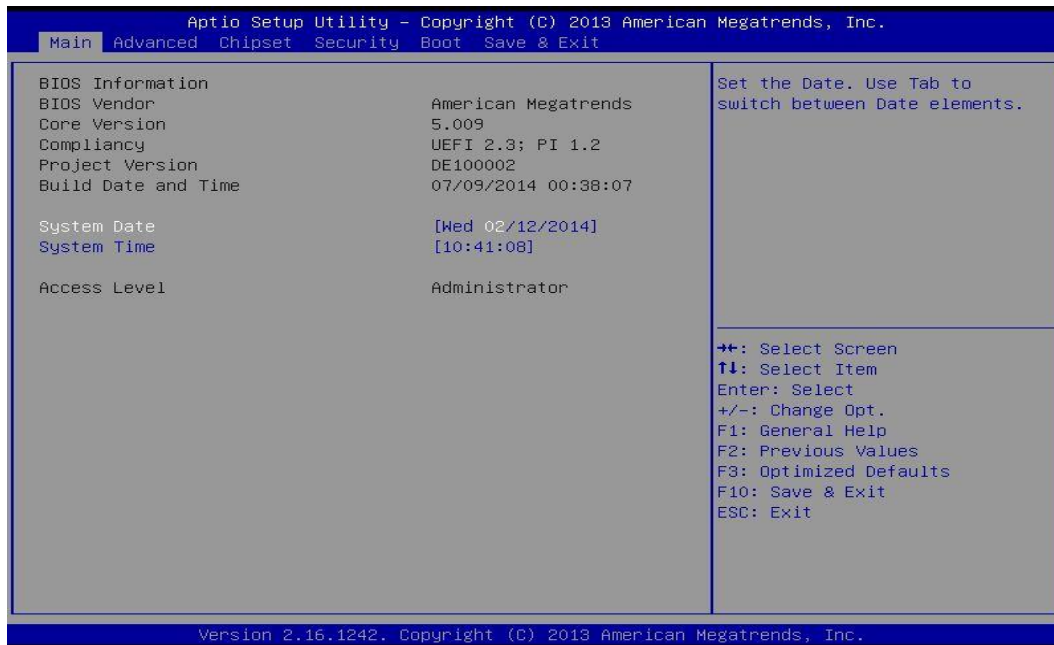 Aptio Setup Utility – Copyright (C) 2013 American Megatrends, Inc.
Main Advanced Chipset Security Boot Save & Exit
BIOS Information
BIOS Vendor American Megatrends
Core Version 5.009
Compliancy UEFI 2.3; PI 1.2
Project Version DE100002
Build Date and Time 07/09/2014 00:38:07
System Date [Wed 02/12/2014]
System Time [10:41:08]
Access Level Administrator
Set the Date. Use Tab to
switch between Date elements.
→←: Select Screen
↑↓: Select Item
Enter: Select
+/-: Change Opt.
F1: General Help
F2: Previous Values
F3: Optimized Defaults
F10: Save & Exit
ESC: Exit
Version 2.16.1242. Copyright (C) 2013 American Megatrends, Inc.